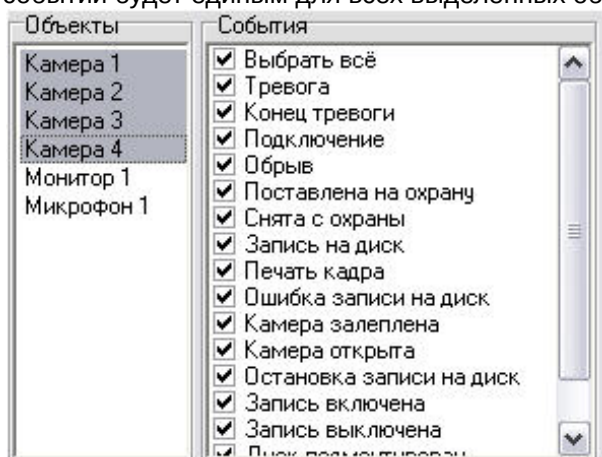 Объекты
Камера 1
Камера 2
Камера 3
Камера 4
Монитор 1
Микрофон 1
События
Выбрать всё
Тревога
Конец тревоги
Подключение
Обрыв
Поставлена на охрану
Снята с охраны
Запись на диск
Печать кадра
Ошибка записи на диск
Камера залеплена
Камера открыта
Остановка записи на диск
Запись включена
Запись выключена